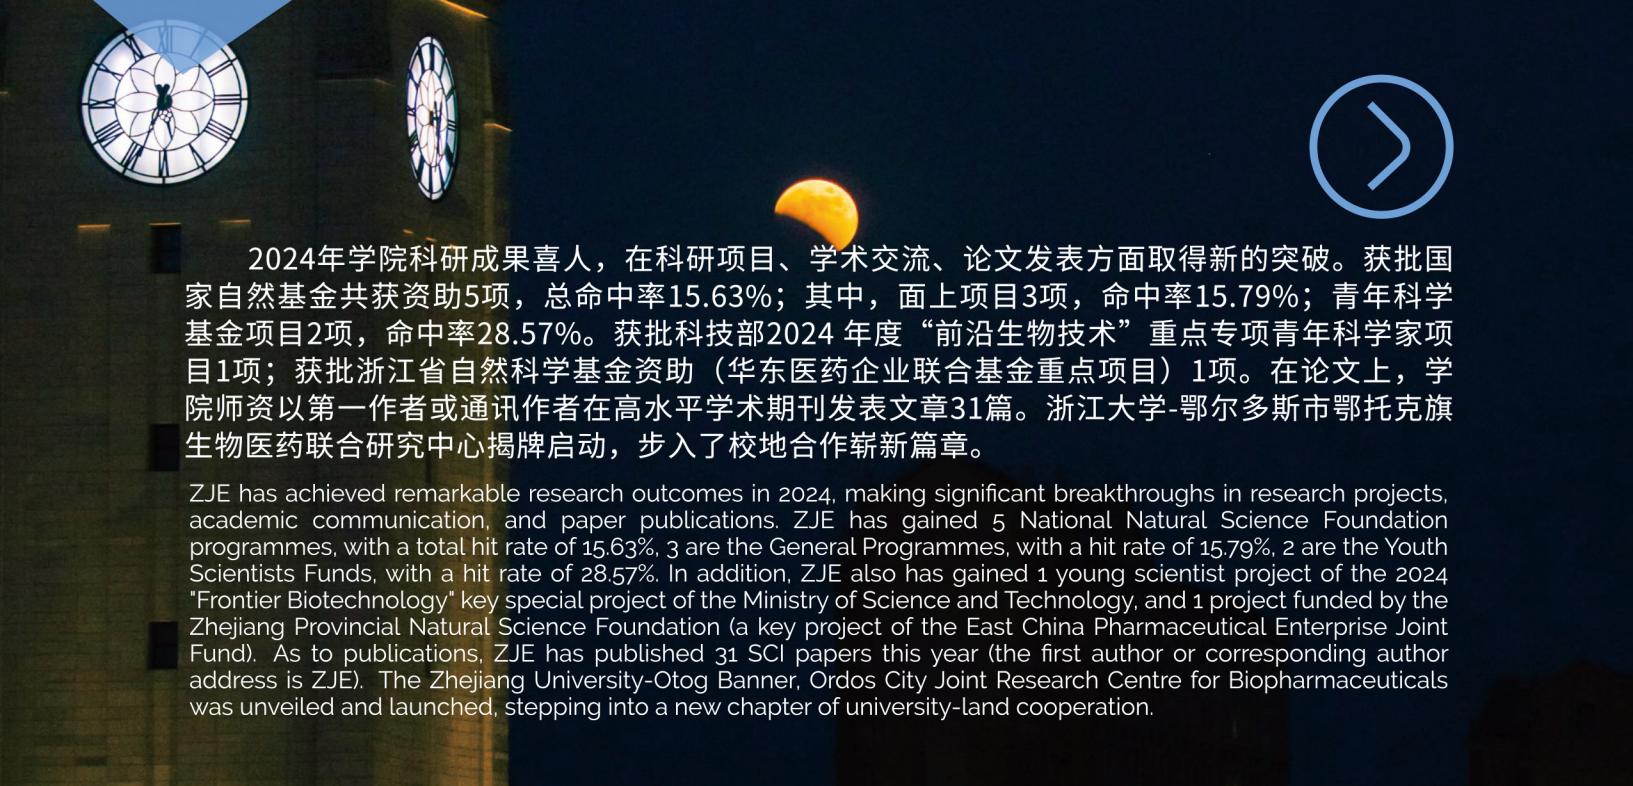 2024年学院科研成果喜人，在科研项目、学术交流、论文发表方面取得新的突破。获批国
家自然基金共获资助5项，总命中率15.63%；其中，面上项目3项，命中率15.79%；青年科学
基金项目2项，命中率28.57%。获批科技部2024 年度“前沿生物技术”重点专项青年科学家项
目1项；获批浙江省自然科学基金资助（华东医药企业联合基金重点项目）1项。在论文上，学
院师资以第一作者或通讯作者在高水平学术期刊发表文章31篇。浙江大学-鄂尔多斯市鄂托克旗
生物医药联合研究中心揭牌启动，步入了校地合作崭新篇章。
ZJE has achieved remarkable research outcomes in 2024, making significant breakthroughs in research projects,
academic communication, and paper publications. ZJE has gained 5 National Natural Science Foundation
programmes, with a total hit rate of 15.63%, 3 are the General Programmes, with a hit rate of 15.79%, 2 are the Youth
Scientists Funds, with a hit rate of 28.57%. In addition, ZJE also has gained 1 young scientist project of the 2024
"Frontier Biotechnology" key special project of the Ministry of Science and Technology, and 1 project funded by the
Zhejiang Provincial Natural Science Foundation (a key project of the East China Pharmaceutical Enterprise Joint
Fund). As to publications, ZJE has published 31 SCI papers this year (the first author or corresponding author
address is ZJE). The Zhejiang University-Otog Banner, Ordos City Joint Research Centre for Biopharmaceuticals
was unveiled and launched, stepping into a new chapter of university-land cooperation.